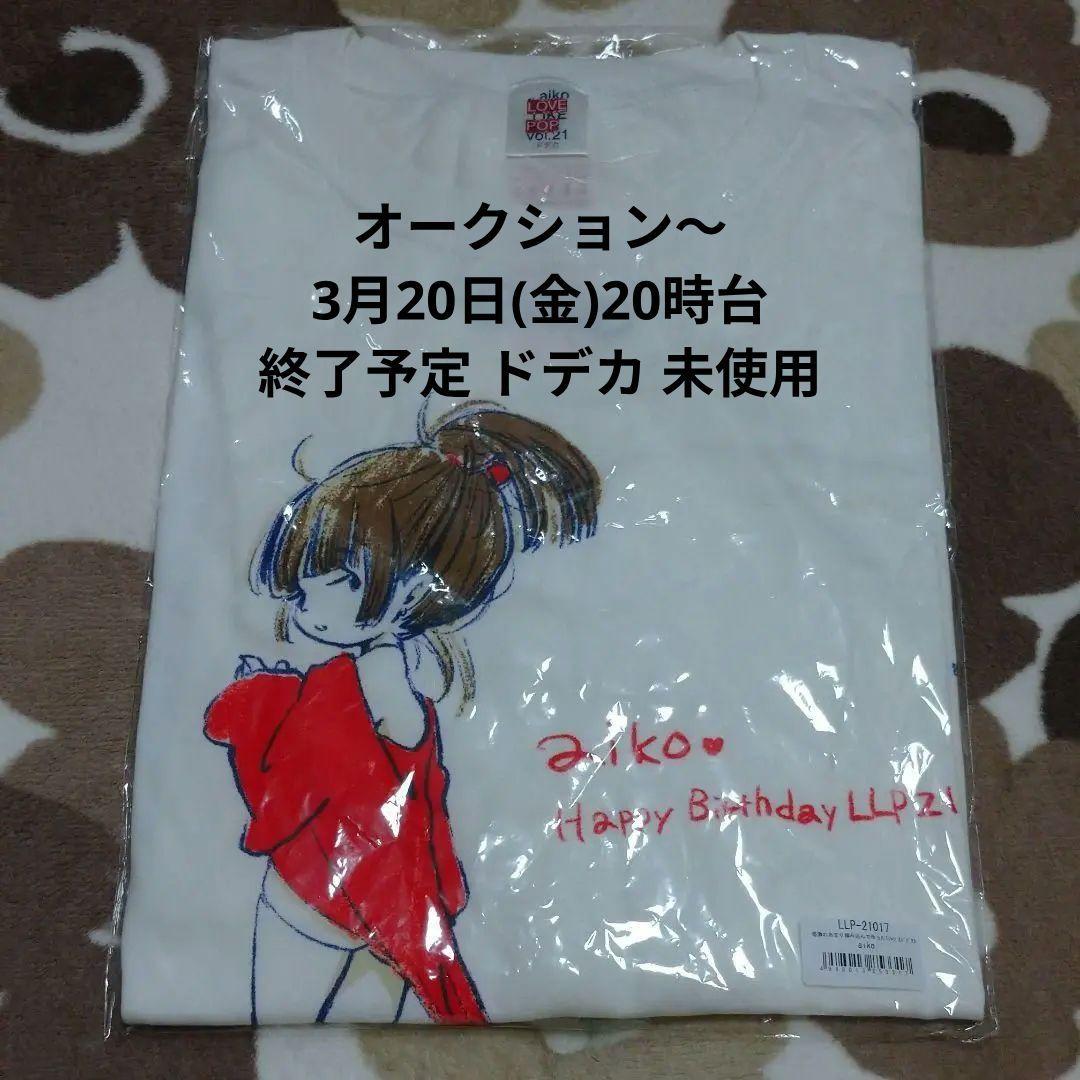 aiko
LOVE
LIKE
POP
Vol.21
ドデカ
オークション～
3月20日(金)20時台
終了予定 ドデカ 未使用
aiko♥
Happy Birthday LLP21
LLP-21017
aiko